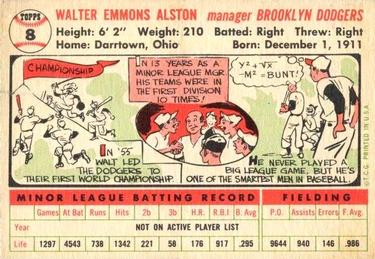 TOPPS
8
WALTER EMMONS ALSTON manager BROOKLYN DODGERS
Height: 6' 2" Weight: 210 Batted: Right Threw: Right
Home: Darrtown, Ohio Born: December 1, 1911
CHAMPIONSHIP
IN '55
WALT LED
THE DODGERS TO
THEIR FIRST WORLD CHAMPIONSHIP.
IN 13 YEARS AS A
MINOR LEAGUE MGR
HIS TEAMS WERE IN
THE FIRST DIVISION
10 TIMES!
Y2 + √X
-M2 = BUNT!
HE NEVER PLAYED A
BIG LEAGUE GAME, BUT HE'S
ONE OF THE SMARTEST MEN IN BASEBALL.
© T.C.G. PRINTED IN U.S.A.
MINOR LEAGUE BATTING RECORD FIELDING
Games At Bat Runs Hits 2b 3b H.R. R.B.I. B. Avg. P.O. Assists Errors F. Avg.
Year NOT ON ACTIVE PLAYER LIST
Life 1297 4543 738 1342 221 58 176 917 .295 9644 940 146 .986